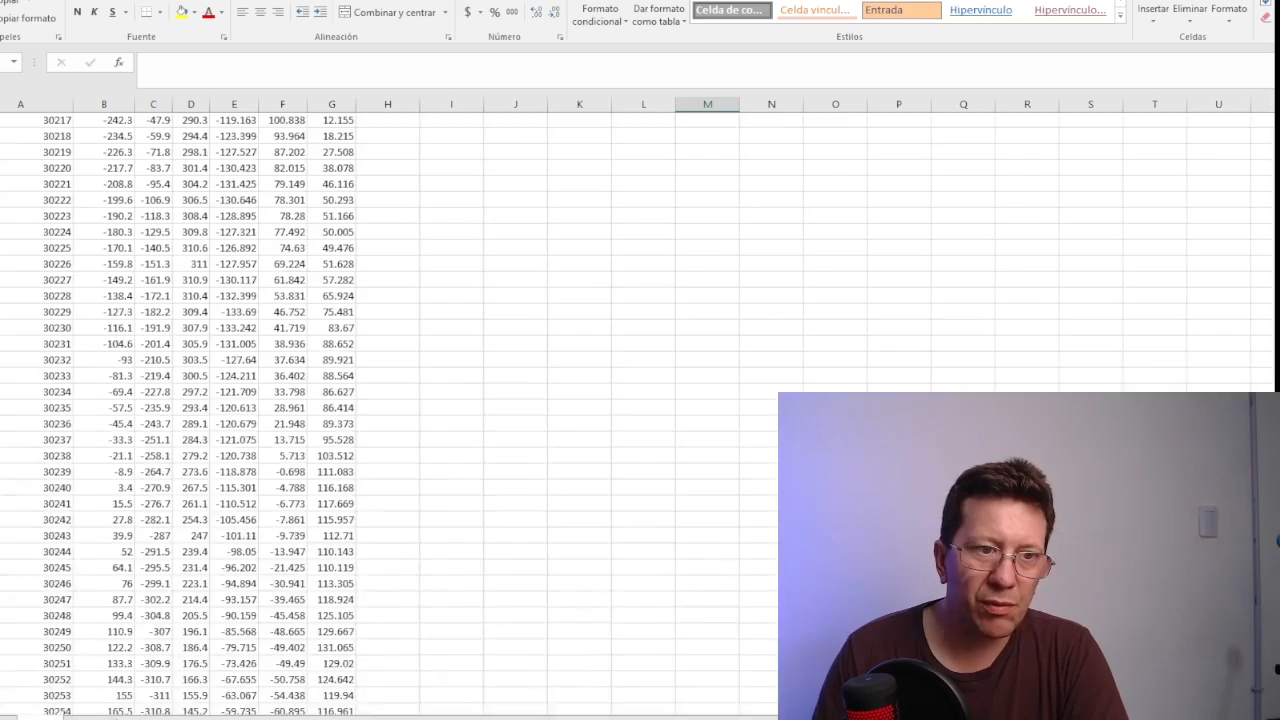 opiar
opiar formato
peles
N K S
A
Fuente
Combinar y centrar
Alineación
$ % 000
Número
Formato
condicional
Dar formato
como tabla
Celda de co...
Celda vincul...
Entrada
Hipervínculo
Hipervínculo...
Estilos
Insertar Eliminar Formato
Celdas
fx
A B C D E F G H I J K L M N O P Q R S T U
30217 -242.3 -47.9 290.3 -119.163 100.838 12.155
30218 -234.5 -59.9 294.4 -123.399 93.964 18.215
30219 -226.3 -71.8 298.1 -127.527 87.202 27.508
30220 -217.7 -83.7 301.4 -130.423 82.015 38.078
30221 -208.8 -95.4 304.2 -131.425 79.149 46.116
30222 -199.6 -106.9 306.5 -130.646 78.301 50.293
30223 -190.2 -118.3 308.4 -128.895 78.28 51.166
30224 -180.3 -129.5 309.8 -127.321 77.492 50.005
30225 -170.1 -140.5 310.6 -126.892 74.63 49.476
30226 -159.8 -151.3 311 -127.957 69.224 51.628
30227 -149.2 -161.9 310.9 -130.117 61.842 57.282
30228 -138.4 -172.1 310.4 -132.399 53.831 65.924
30229 -127.3 -182.2 309.4 -133.69 46.752 75.481
30230 -116.1 -191.9 307.9 -133.242 41.719 83.67
30231 -104.6 -201.4 305.9 -131.005 38.936 88.652
30232 -93 -210.5 303.5 -127.64 37.634 89.921
30233 -81.3 -219.4 300.5 -124.211 36.402 88.564
30234 -69.4 -227.8 297.2 -121.709 33.798 86.627
30235 -57.5 -235.9 293.4 -120.613 28.961 86.414
30236 -45.4 -243.7 289.1 -120.679 21.948 89.373
30237 -33.3 -251.1 284.3 -121.075 13.715 95.528
30238 -21.1 -258.1 279.2 -120.738 5.713 103.512
30239 -8.9 -264.7 273.6 -118.878 -0.698 111.083
30240 3.4 -270.9 267.5 -115.301 -4.788 116.168
30241 15.5 -276.7 261.1 -110.512 -6.773 117.669
30242 27.8 -282.1 254.3 -105.456 -7.861 115.957
30243 39.9 -287 247 -101.11 -9.739 112.71
30244 52 -291.5 239.4 -98.05 -13.947 110.143
30245 64.1 -295.5 231.4 -96.202 -21.425 110.119
30246 76 -299.1 223.1 -94.894 -30.941 113.305
30247 87.7 -302.2 214.4 -93.157 -39.465 118.924
30248 99.4 -304.8 205.5 -90.159 -45.458 125.105
30249 110.9 -307 196.1 -85.568 -48.665 129.667
30250 122.2 -308.7 186.4 -79.715 -49.402 131.065
30251 133.3 -309.9 176.5 -73.426 -49.49 129.02
30252 144.3 -310.7 166.3 -67.655 -50.758 124.642
30253 155 -311 155.9 -63.067 -54.438 119.94
30254 165.5 -310.8 145.2 -59.735 -60.895 116.961